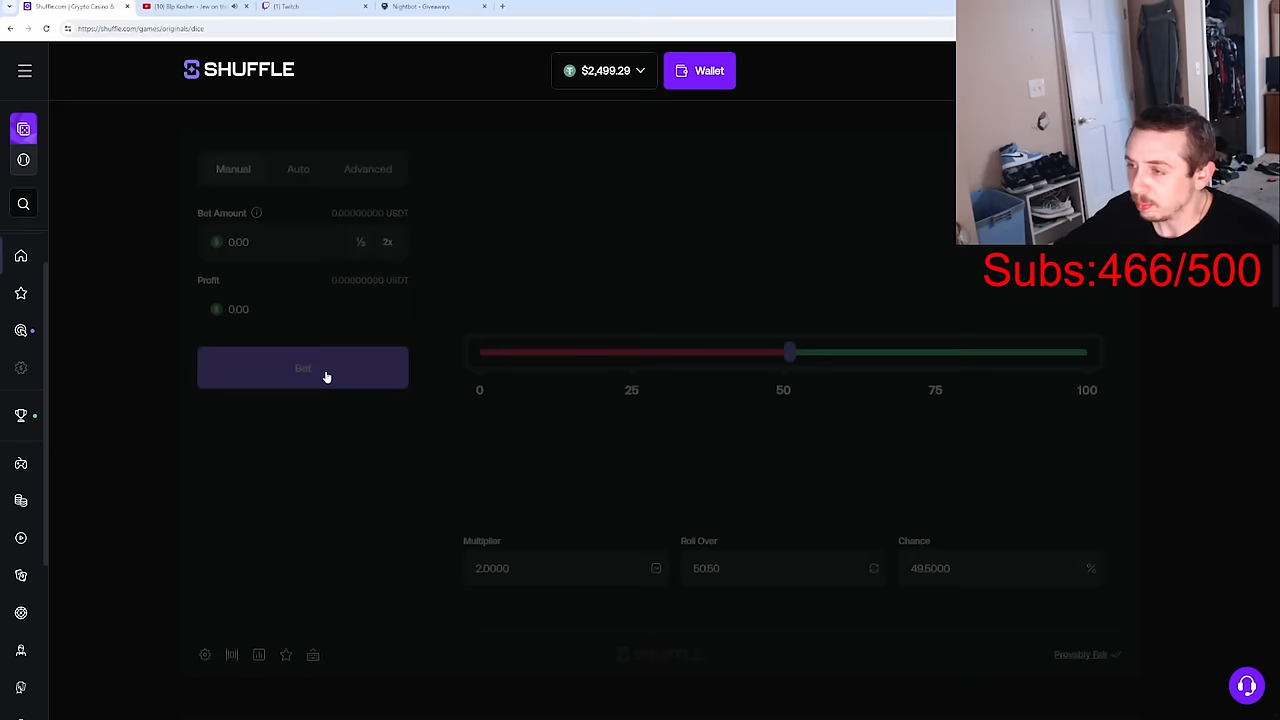 Shuffle.com | Crypto Casino &
(10) Blp Kosher - Jew on the
(1) Twitch
Nightbot • Giveaways
https://shuffle.com/games/originals/dice
SHUFFLE
$2,499.29
Wallet
Manual
Auto
Advanced
Bet Amount
0.00000000 USDT
0.00
½
2x
Profit
0.00000000 USDT
0.00
Bet
Subs:466/500
0
25
50
75
100
Multiplier
Roll Over
Chance
2.0000
50.50
49.5000
%
SHUFFLE
Provably Fair